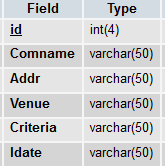 Field Type
id int(4)
Comname varchar(50)
Addr varchar(50)
Venue varchar(50)
Criteria varchar(50)
Idate varchar(50)